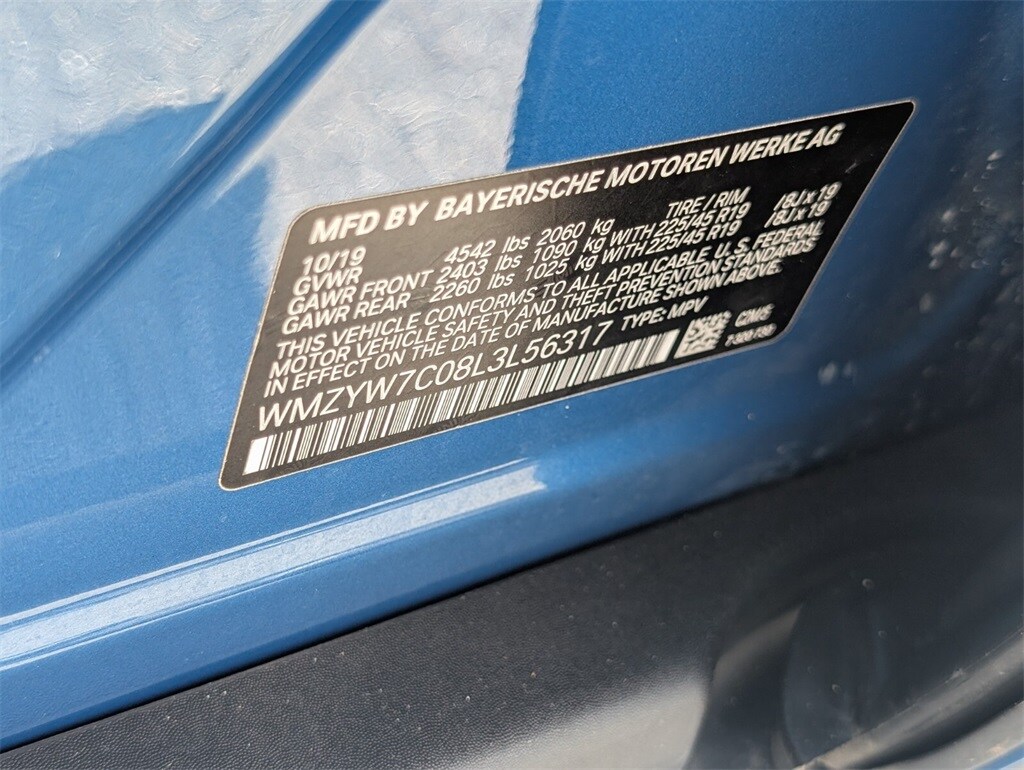 MFD BY BAYERISCHE MOTOREN WERKE AG
10/19 TIRE / RIM
GVWR 4542 lbs 2060 kg
GAWR FRONT 2403 lbs 1090 kg WITH 225/45 R19 /8J x 19
GAWR REAR 2260 lbs 1025 kg WITH 225/45 R19 /8J x 19
THIS VEHICLE CONFORMS TO ALL APPLICABLE U.S. FEDERAL
MOTOR VEHICLE SAFETY AND THEFT PREVENTION STANDARDS
IN EFFECT ON THE DATE OF MANUFACTURE SHOWN ABOVE.
WMZYW7C08L3L56317 TYPE: MPV